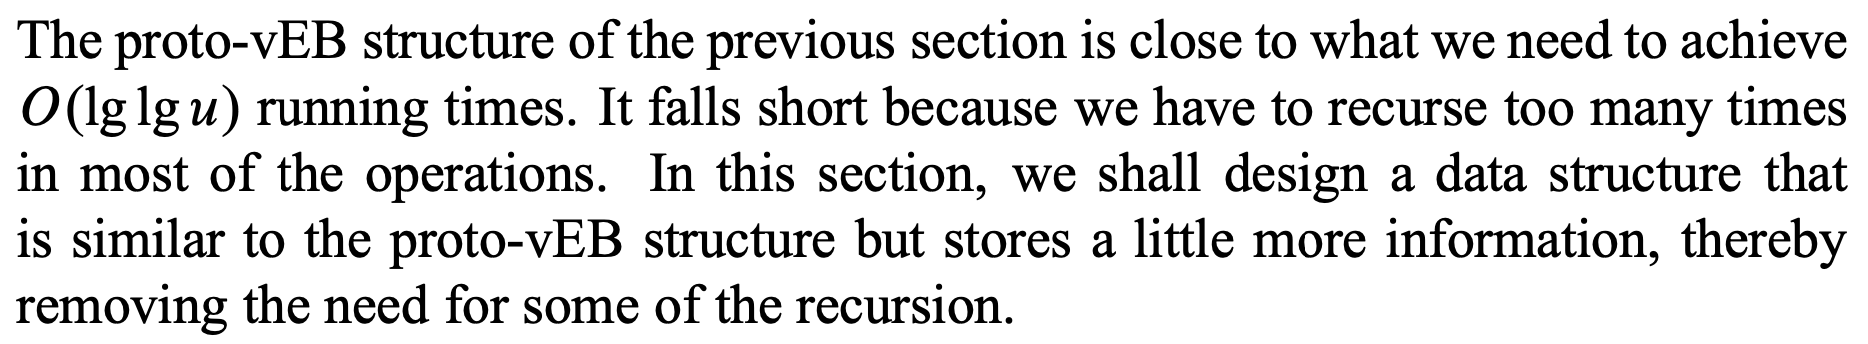 The proto-vEB structure of the previous section is close to what we need to achieve
O(lg lg u) running times. It falls short because we have to recurse too many times
in most of the operations. In this section, we shall design a data structure that
is similar to the proto-vEB structure but stores a little more information, thereby
removing the need for some of the recursion.